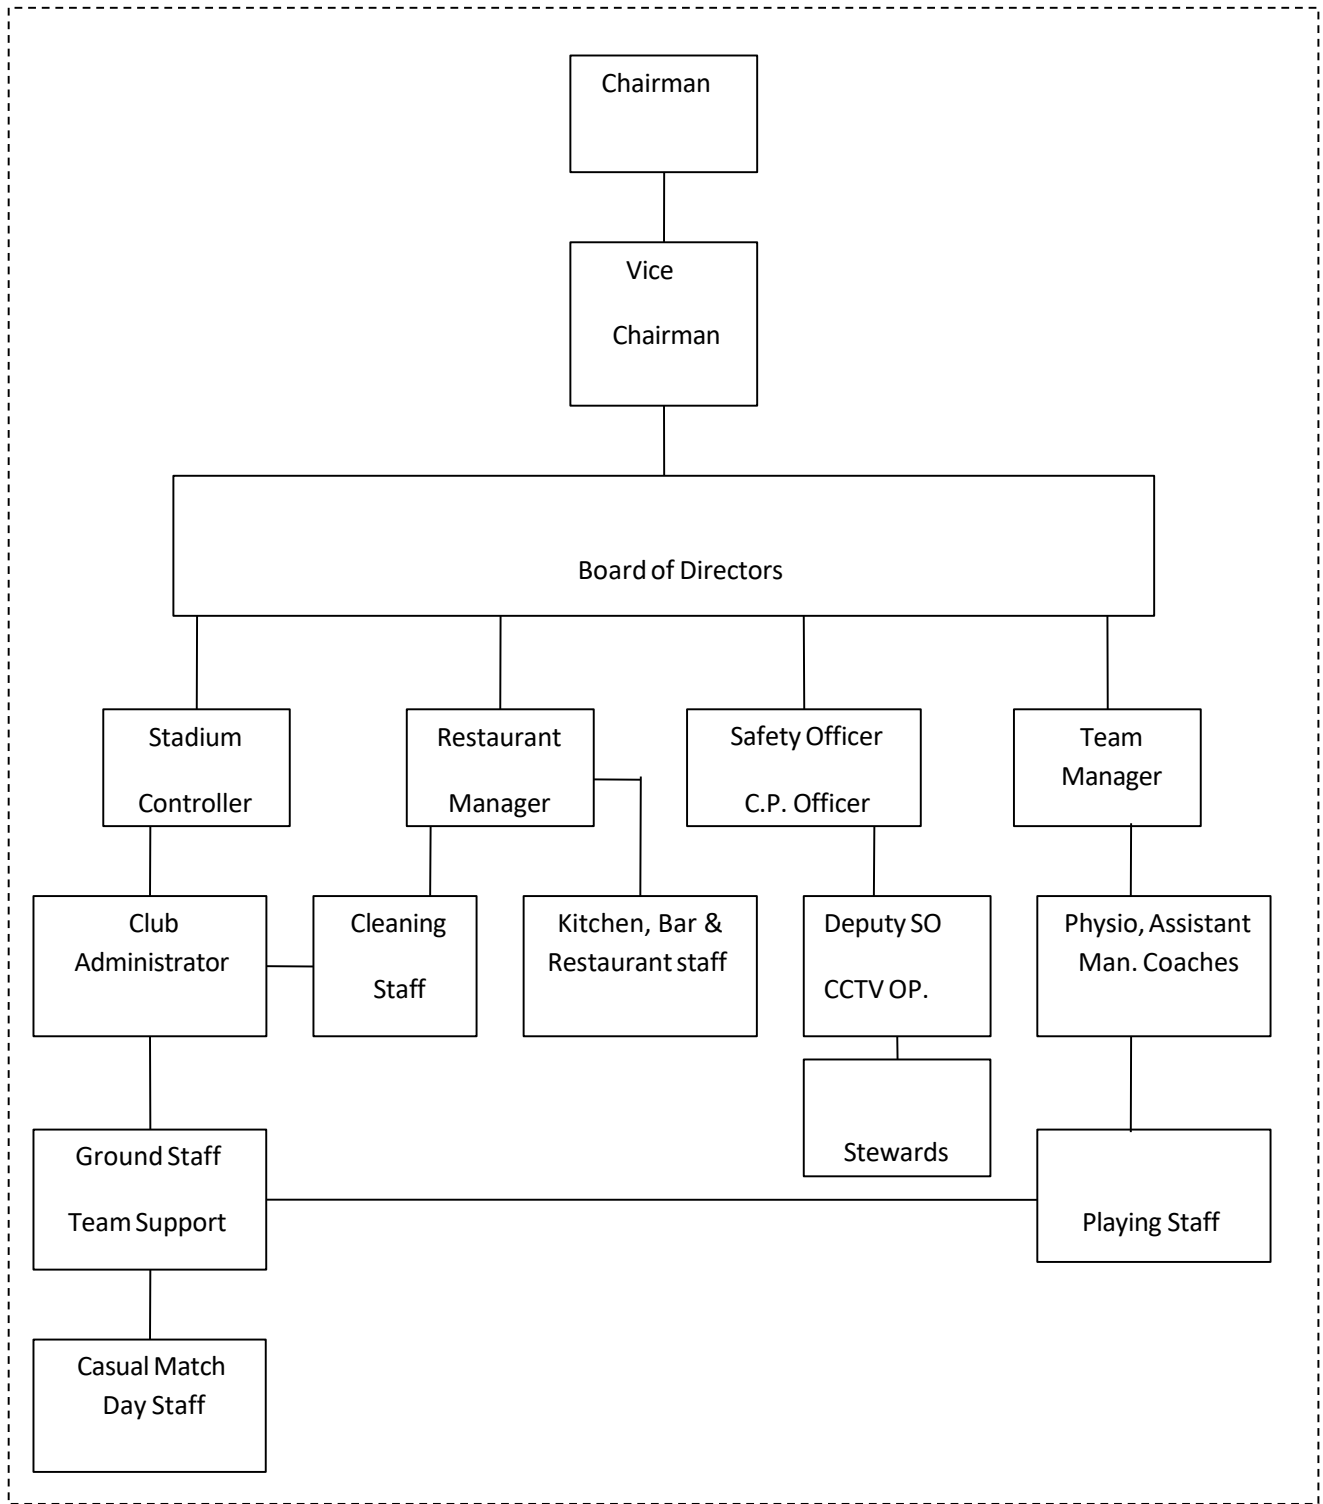 Chairman
Vice
Chairman
Board of Directors
Stadium
Controller
Restaurant
Manager
Safety Officer
C.P. Officer
Team
Manager
Club
Administrator
Cleaning
Staff
Kitchen, Bar &
Restaurant staff
Deputy SO
CCTV OP.
Physio, Assistant
Man. Coaches
Stewards
Ground Staff
Team Support
Playing Staff
Casual Match
Day Staff